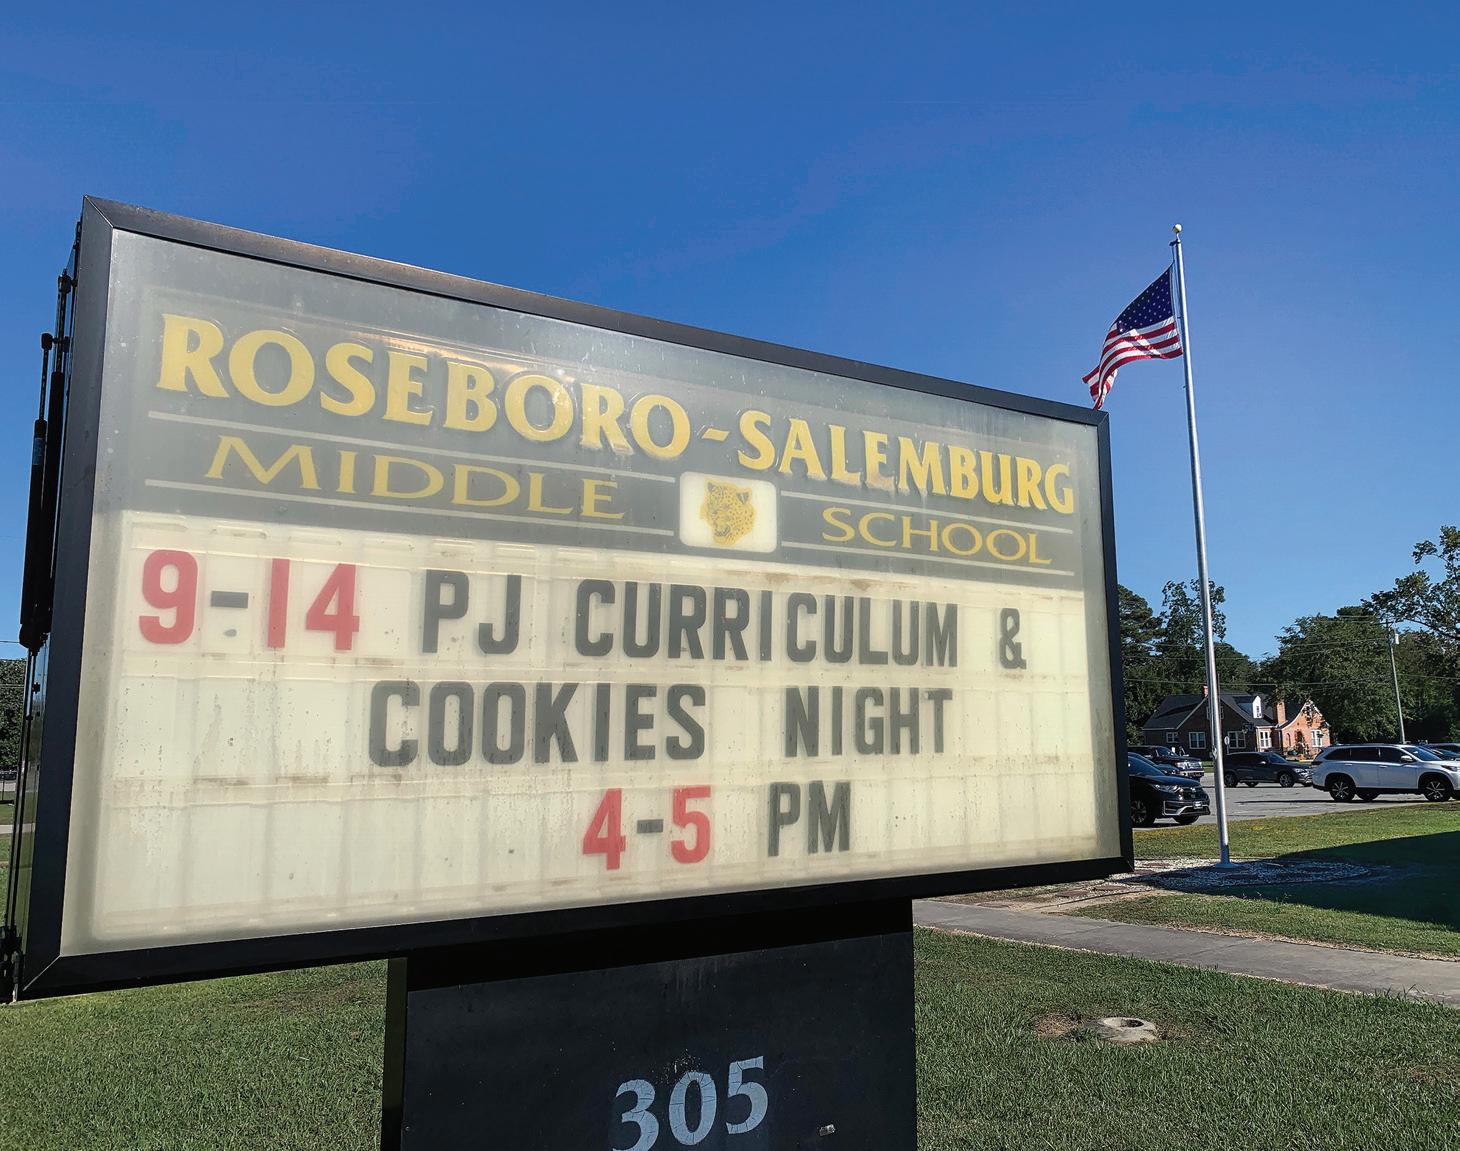 ROSEBORO-SALEMBURG
MIDDLE SCHOOL
9-14 PJ CURRICULUM &
COOKIES NIGHT
4-5 PM
305